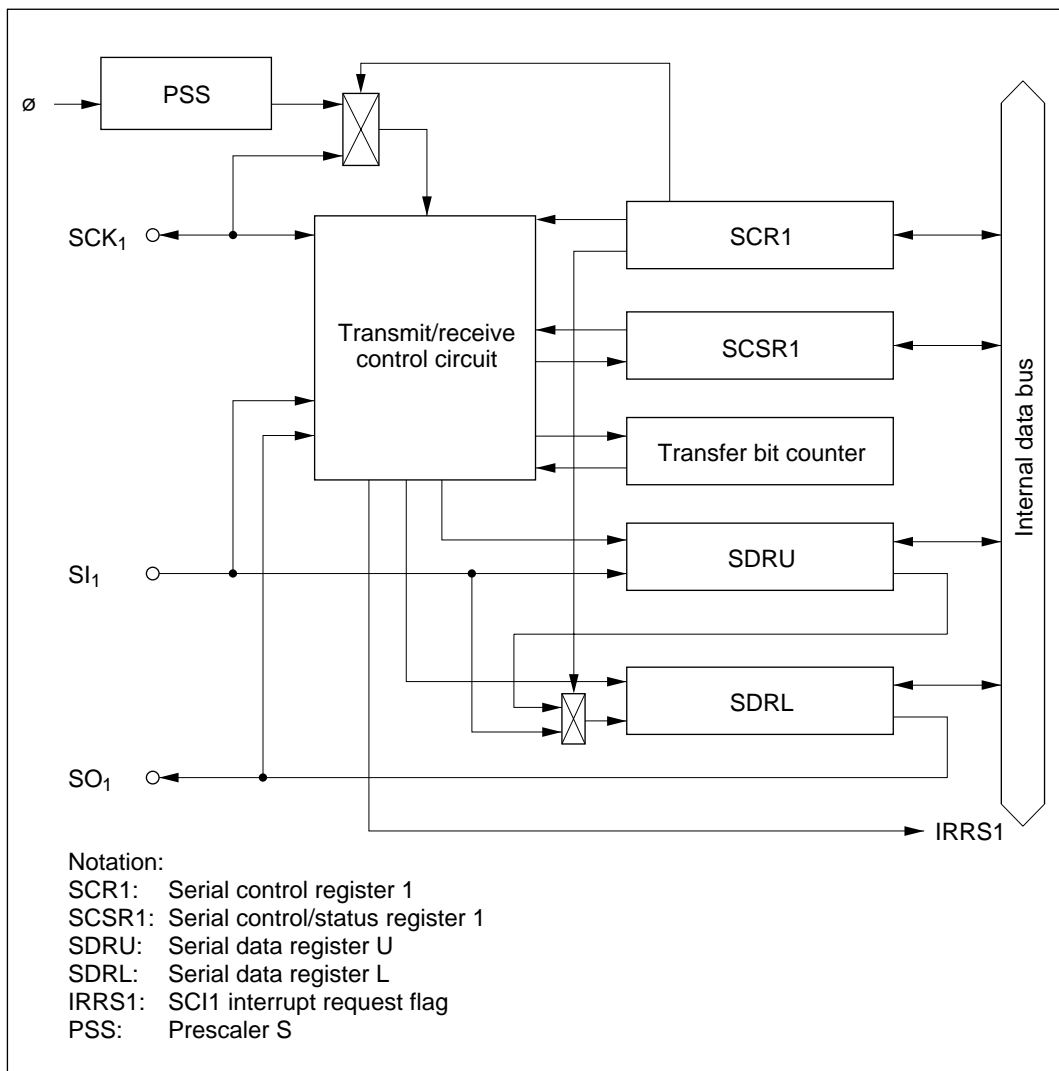 PSS
ø
SCK₁
SCR1
Transmit/receive
control circuit
SCSR1
Transfer bit counter
Internal data bus
SI₁
SDRU
SDRL
SO₁
IRRS1
Notation:
SCR1: Serial control register 1
SCSR1: Serial control/status register 1
SDRU: Serial data register U
SDRL: Serial data register L
IRRS1: SCI1 interrupt request flag
PSS: Prescaler S